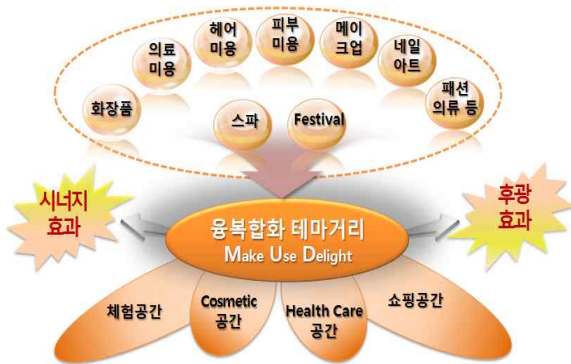 헤어
미용
피부
미용
메이
크업
의료
미용
네일
아트
화장품
패션
의류 등
스파
Festival
시너지
효과
후광
효과
융복합화 테마거리
Make Use Delight
체험공간
Cosmetic
공간
Health Care
공간
쇼핑공간